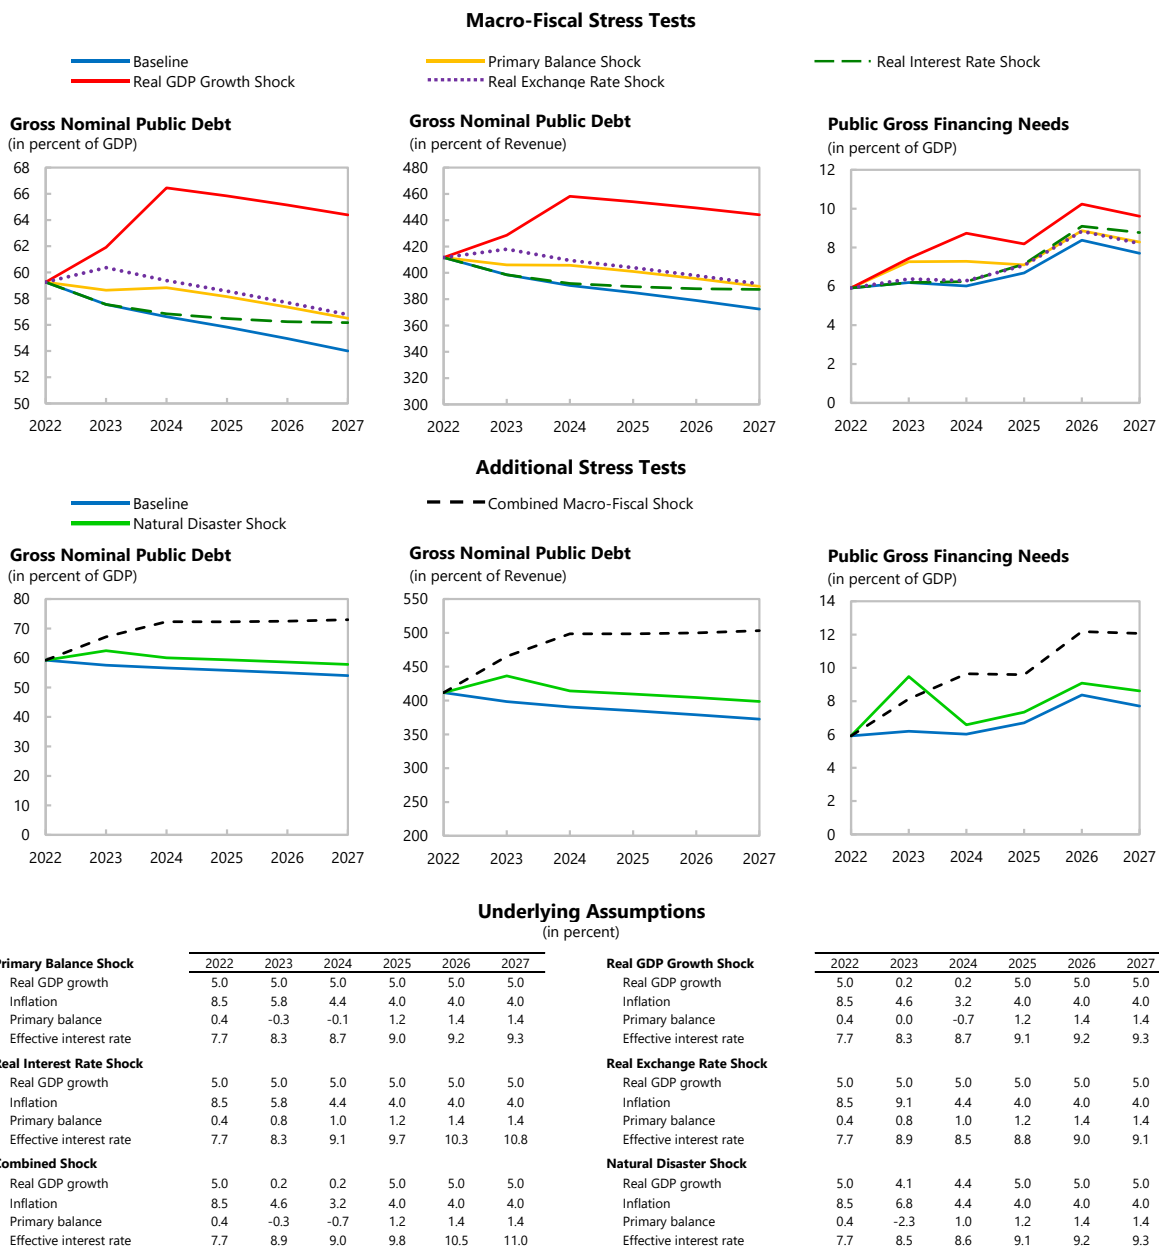 Macro-Fiscal Stress Tests
Baseline Primary Balance Shock Real Interest Rate Shock
Real GDP Growth Shock Real Exchange Rate Shock
Gross Nominal Public Debt Gross Nominal Public Debt Public Gross Financing Needs
(in percent of GDP) (in percent of Revenue) (in percent of GDP)
68 480 12
66 460 10
64 440 8
62 420 6
60 400 4
58 380 2
56 360 0
54 340
52 320
50 300
2022 2023 2024 2025 2026 2027 2022 2023 2024 2025 2026 2027 2022 2023 2024 2025 2026 2027
Additional Stress Tests
Baseline Combined Macro-Fiscal Shock
Natural Disaster Shock
Gross Nominal Public Debt Gross Nominal Public Debt Public Gross Financing Needs
(in percent of GDP) (in percent of Revenue) (in percent of GDP)
80 550 14
70 500 12
60 450 10
50 400 8
40 350 6
30 300 4
20 250 2
10 200 0
0
2022 2023 2024 2025 2026 2027 2022 2023 2024 2025 2026 2027 2022 2023 2024 2025 2026 2027
Underlying Assumptions
(in percent)
Primary Balance Shock 2022 2023 2024 2025 2026 2027 Real GDP Growth Shock 2022 2023 2024 2025 2026 2027
Real GDP growth 5.0 5.0 5.0 5.0 5.0 5.0 Real GDP growth 5.0 0.2 0.2 5.0 5.0 5.0
Inflation 8.5 5.8 4.4 4.0 4.0 4.0 Inflation 8.5 4.6 3.2 4.0 4.0 4.0
Primary balance 0.4 -0.3 -0.1 1.2 1.4 1.4 Primary balance 0.4 0.0 -0.7 1.2 1.4 1.4
Effective interest rate 7.7 8.3 8.7 9.0 9.2 9.3 Effective interest rate 7.7 8.3 8.7 9.1 9.2 9.3
Real Interest Rate Shock Real Exchange Rate Shock
Real GDP growth 5.0 5.0 5.0 5.0 5.0 5.0 Real GDP growth 5.0 5.0 5.0 5.0 5.0 5.0
Inflation 8.5 5.8 4.4 4.0 4.0 4.0 Inflation 8.5 9.1 4.4 4.0 4.0 4.0
Primary balance 0.4 0.8 1.0 1.2 1.4 1.4 Primary balance 0.4 0.8 1.0 1.2 1.4 1.4
Effective interest rate 7.7 8.3 9.1 9.7 10.3 10.8 Effective interest rate 7.7 8.9 8.5 8.8 9.0 9.1
Combined Shock Natural Disaster Shock
Real GDP growth 5.0 0.2 0.2 5.0 5.0 5.0 Real GDP growth 5.0 4.1 4.4 5.0 5.0 5.0
Inflation 8.5 4.6 3.2 4.0 4.0 4.0 Inflation 8.5 6.8 4.4 4.0 4.0 4.0
Primary balance 0.4 -0.3 -0.7 1.2 1.4 1.4 Primary balance 0.4 -2.3 1.0 1.2 1.4 1.4
Effective interest rate 7.7 8.9 9.0 9.8 10.5 11.0 Effective interest rate 7.7 8.5 8.6 9.1 9.2 9.3